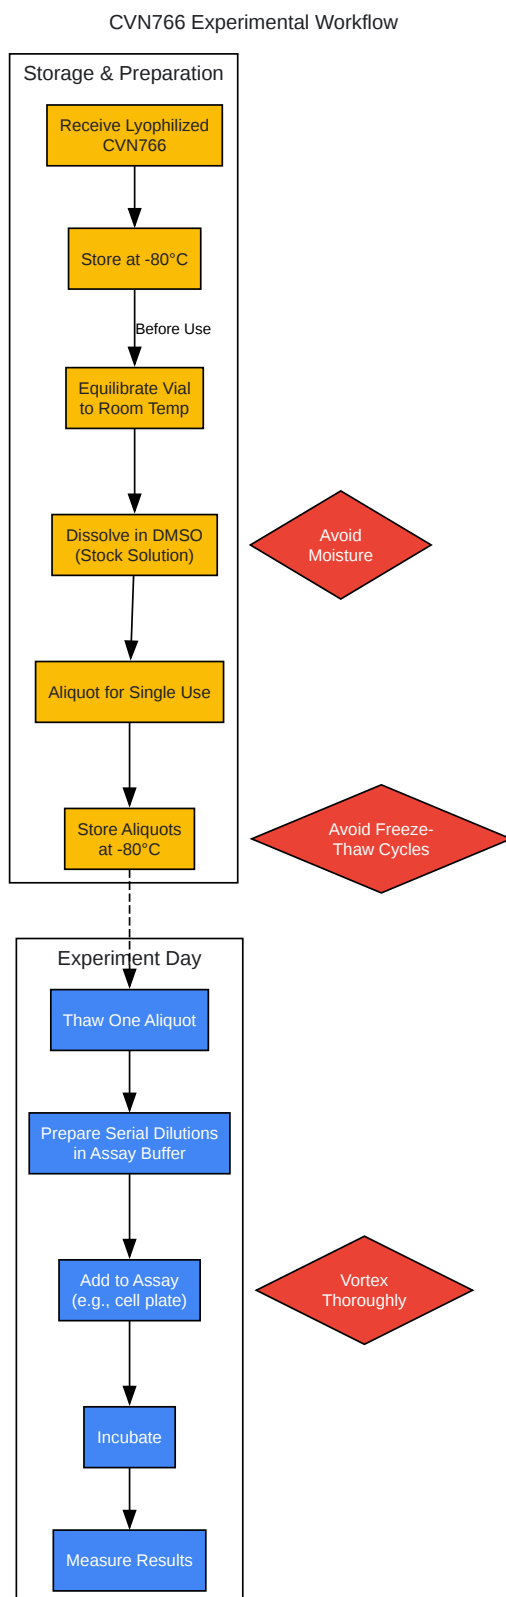 CVN766 Experimental Workflow
Storage & Preparation
Receive Lyophilized
CVN766
Store at -80°C
Before Use
Equilibrate Vial
to Room Temp
Dissolve in DMSO
(Stock Solution)
Avoid
Moisture
Aliquot for Single Use
Store Aliquots
at -80°C
Avoid Freeze-
Thaw Cycles
Experiment Day
Thaw One Aliquot
Prepare Serial Dilutions
in Assay Buffer
Add to Assay
(e.g., cell plate)
Vortex
Thoroughly
Incubate
Measure Results